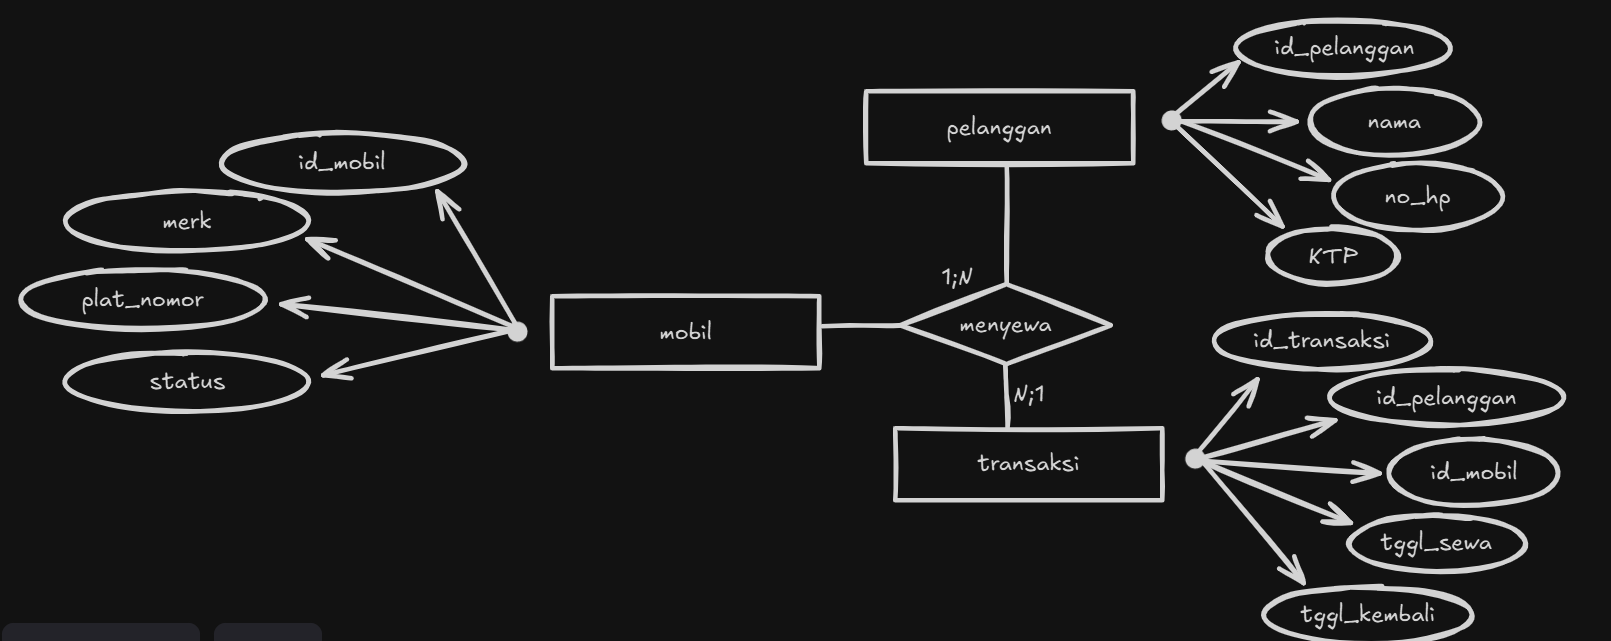 id_pelanggan
pelanggan
nama
id_mobil
no_hp
merk
KTP
1;N
plat_nomor
mobil
menyewa
id_transaksi
status
N;1
id_pelanggan
transaksi
id_mobil
tggl_sewa
tggl_kembali